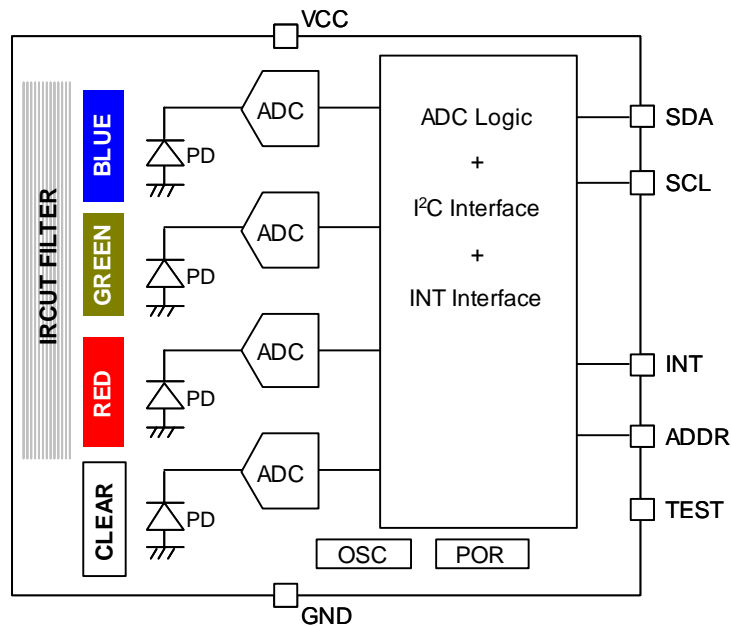 VCC
IRCUT FILTER
BLUE
PD
ADC
GREEN
PD
ADC
RED
PD
ADC
CLEAR
PD
ADC
ADC Logic
+
I²C Interface
+
INT Interface
SDA
SCL
INT
ADDR
TEST
OSC
POR
GND